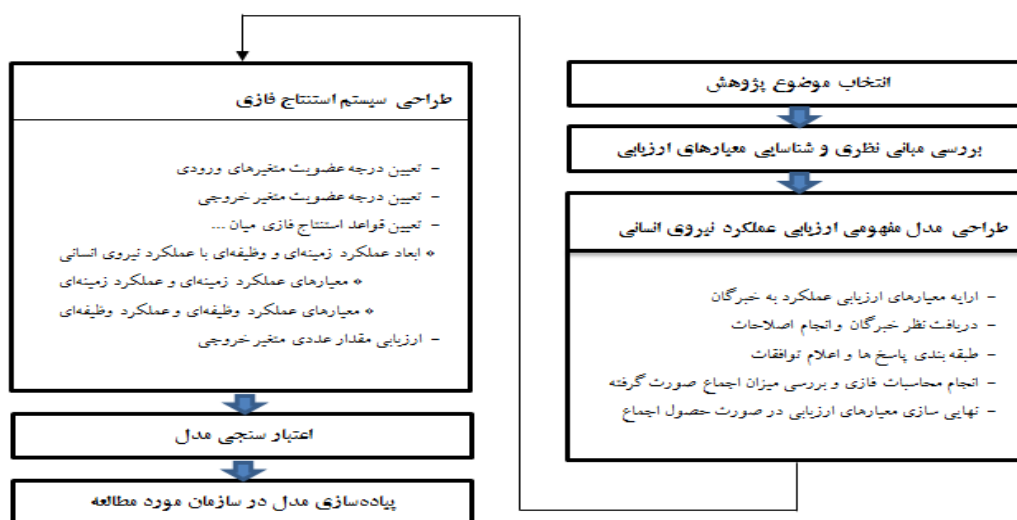 انتخاب موضوع پژوهش
بررسی مبانی نظری و شناسایی معیارهای ارزیابی
طراحی مدل مفهومی ارزیابی عملکرد نیروی انسانی
- ارایه معیارهای ارزیابی عملکرد به خبرگان
- دریافت نظر خبرگان و انجام اصلاحات
- طبقه بندی پاسخ ها و اعلام توافقات
- انجام محاسبات فازی و بررسی میزان اجماع صورت گرفته
- نهایی سازی معیارهای ارزیابی در صورت حصول اجماع
طراحی سیستم استنتاج فازی
- تعیین درجه عضویت متغیرهای ورودی
- تعیین درجه عضویت متغیر خروجی
- تعیین قواعد استنتاج فازی میان ...
* ابعاد عملکرد زمینه‌ای و وظیفه‌ای با عملکرد نیروی انسانی
* معیارهای عملکرد زمینه‌ای و عملکرد زمینه‌ای
* معیارهای عملکرد وظیفه‌ای و عملکرد وظیفه‌ای
- ارزیابی مقدار عددی متغیر خروجی
اعتبار سنجی مدل
پیاده‌سازی مدل در سازمان مورد مطالعه